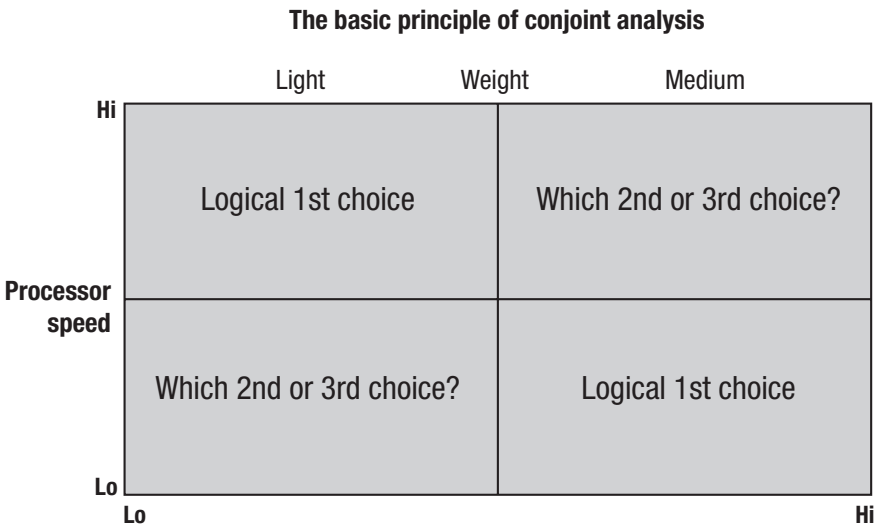 The basic principle of conjoint analysis
Light Weight Medium
Hi
Logical 1st choice Which 2nd or 3rd choice?
Processor
speed
Which 2nd or 3rd choice? Logical 1st choice
Lo
Lo Hi